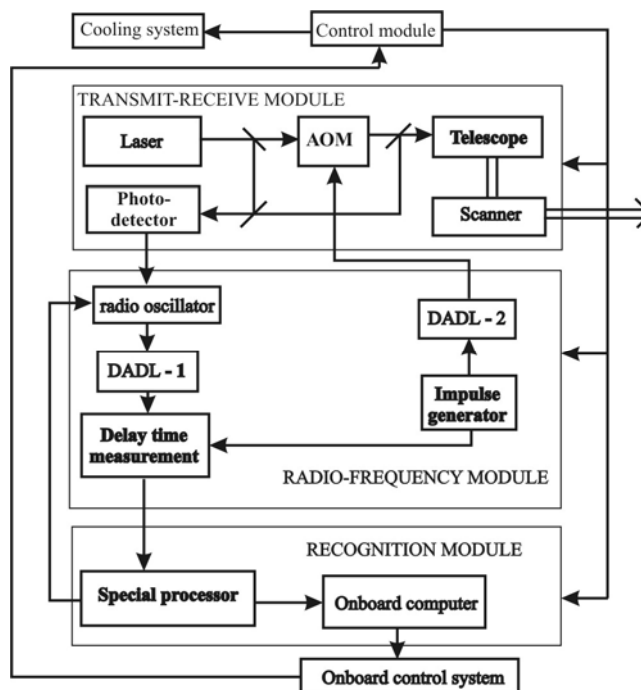 Cooling system
Control module
TRANSMIT-RECEIVE MODULE
Laser
AOM
Telescope
Photo-
detector
Scanner
radio oscillator
DADL - 2
DADL - 1
Impulse
generator
Delay time
measurement
RADIO-FREQUENCY MODULE
RECOGNITION MODULE
Special processor
Onboard computer
Onboard control system